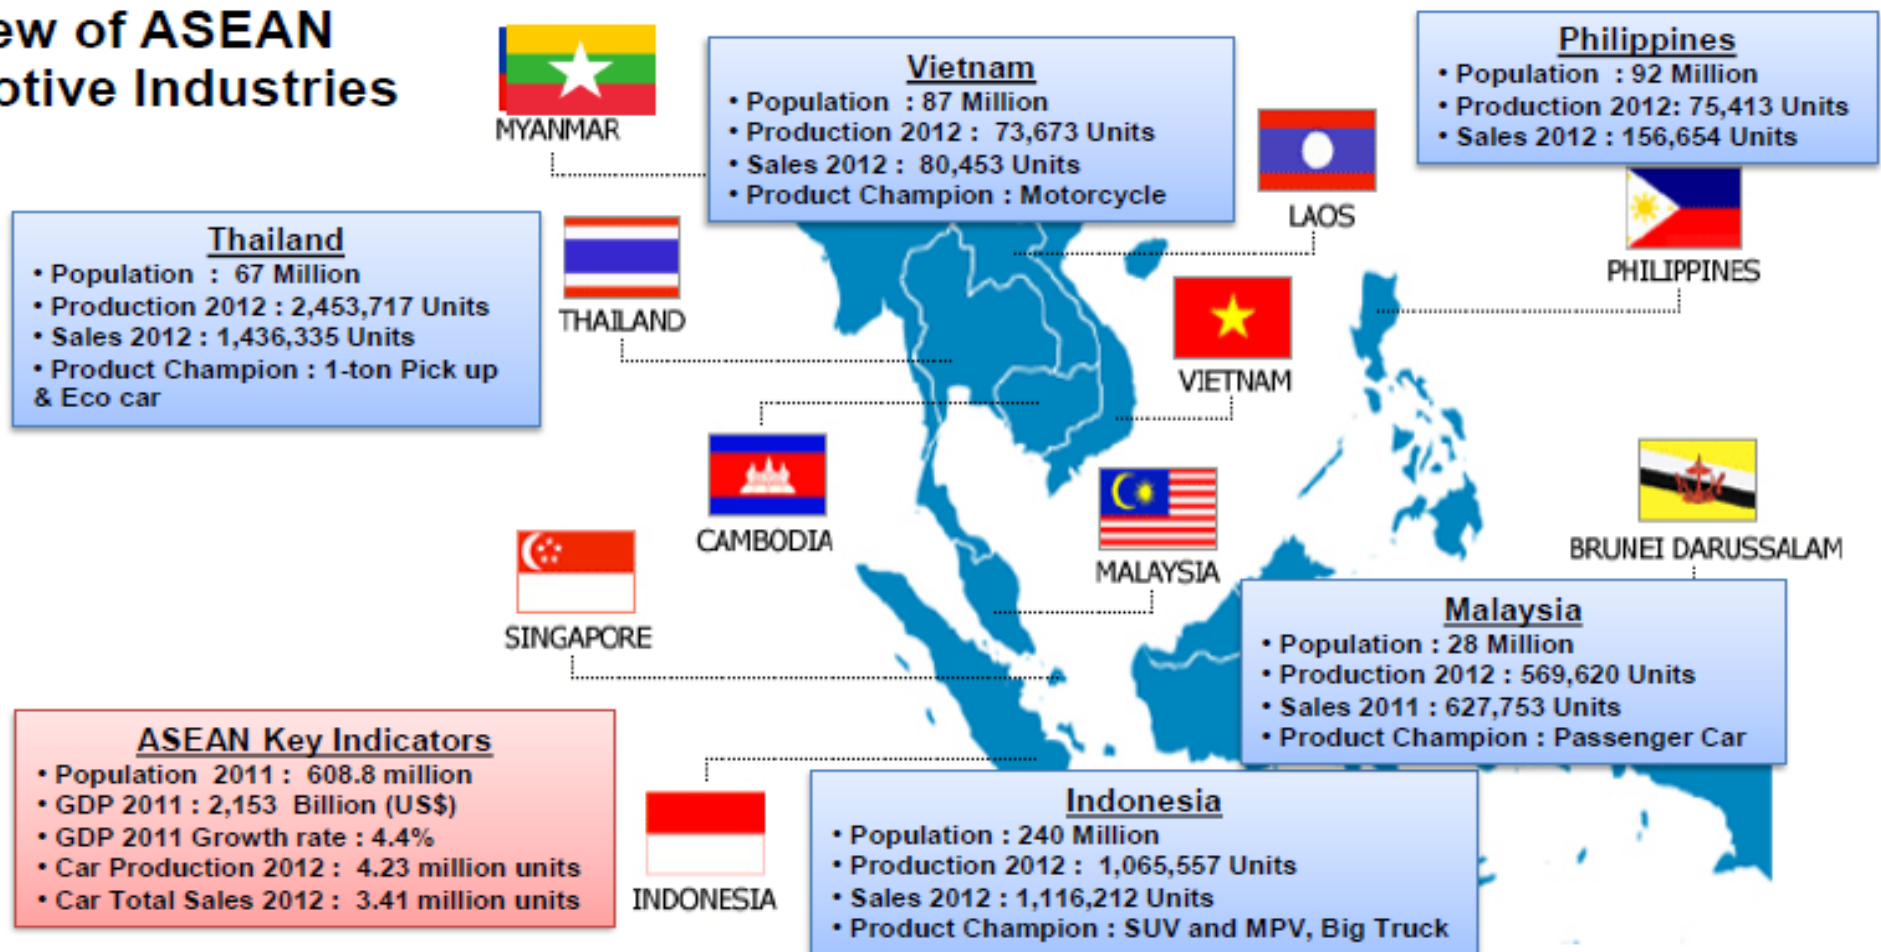 ew of ASEAN
otive Industries
MYANMAR
Vietnam
• Population : 87 Million
• Production 2012 : 73,673 Units
• Sales 2012 : 80,453 Units
• Product Champion : Motorcycle
LAOS
Philippines
• Population : 92 Million
• Production 2012: 75,413 Units
• Sales 2012 : 156,654 Units
PHILIPPINES
Thailand
• Population : 67 Million
• Production 2012 : 2,453,717 Units
• Sales 2012 : 1,436,335 Units
• Product Champion : 1-ton Pick up
& Eco car
THAILAND
VIETNAM
CAMBODIA
MALAYSIA
BRUNEI DARUSSALAM
SINGAPORE
Malaysia
• Population : 28 Million
• Production 2012 : 569,620 Units
• Sales 2011 : 627,753 Units
• Product Champion : Passenger Car
ASEAN Key Indicators
• Population 2011 : 608.8 million
• GDP 2011 : 2,153 Billion (US$)
• GDP 2011 Growth rate : 4.4%
• Car Production 2012 : 4.23 million units
• Car Total Sales 2012 : 3.41 million units
INDONESIA
Indonesia
• Population : 240 Million
• Production 2012 : 1,065,557 Units
• Sales 2012 : 1,116,212 Units
• Product Champion : SUV and MPV, Big Truck